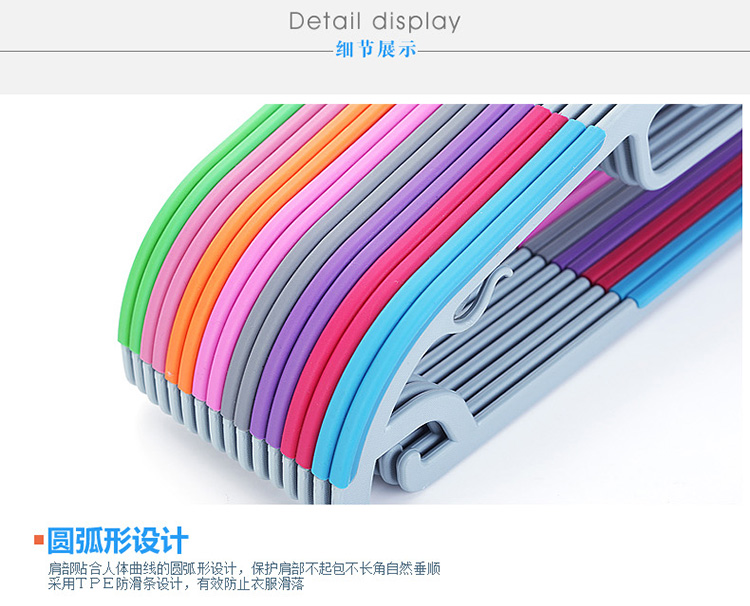 Detail display
细节展示
圆弧形设计
肩部贴合人体曲线的圆弧形设计，保护肩部不起包不长角自然垂顺
采用TPE防滑条设计，有效防止衣服滑落